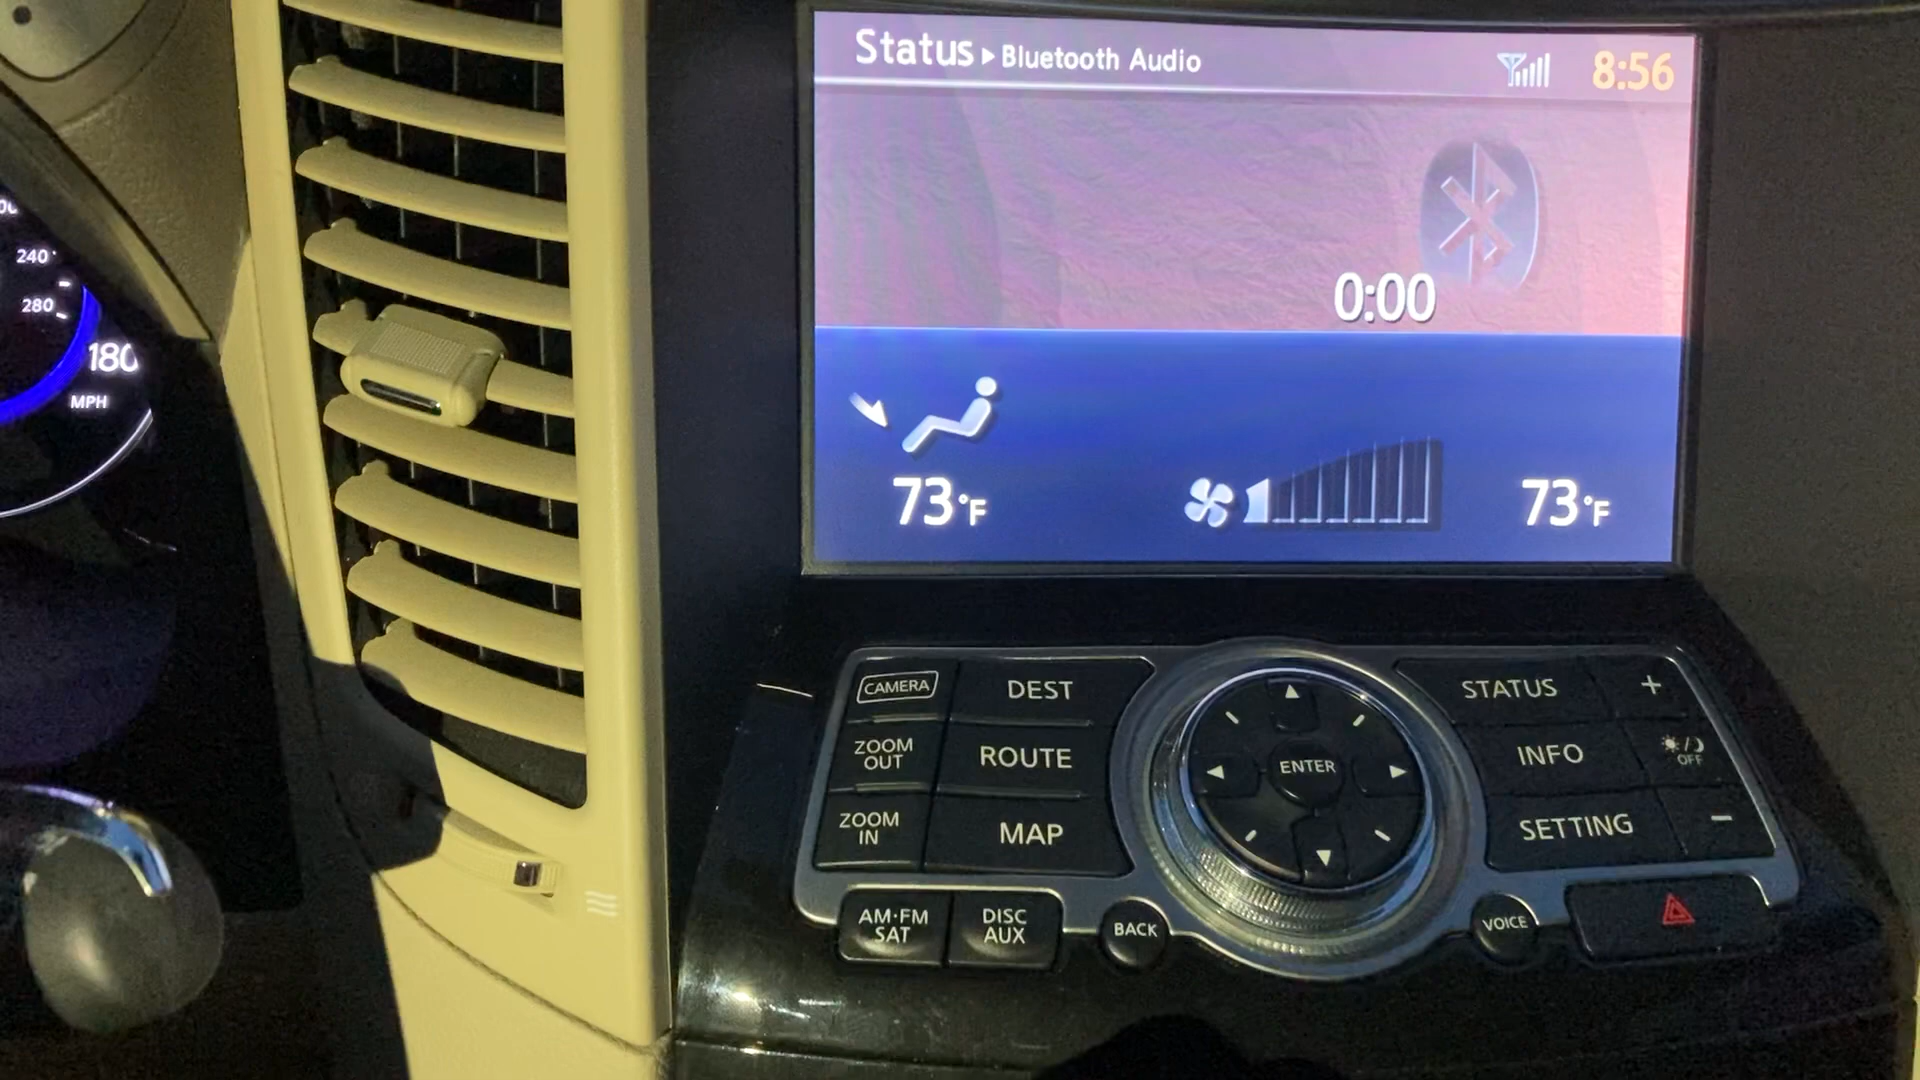 Status ▸ Bluetooth Audio
8:56
0:00
73°F
73°F
240
280
180
MPH
CAMERA
DEST
STATUS
+
ZOOM
OUT
ROUTE
ENTER
INFO
OFF
ZOOM
IN
MAP
SETTING
−
AM·FM
SAT
DISC
AUX
BACK
VOICE